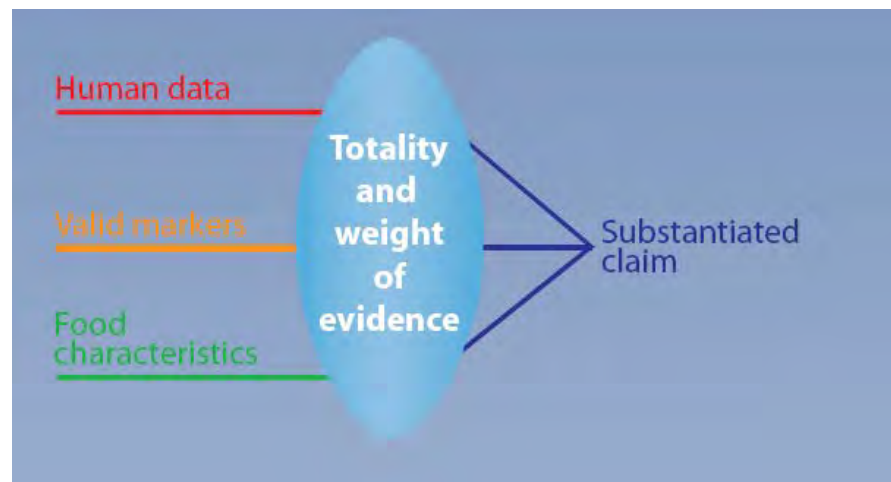 Human data
Valid markers
Food
characteristics
Totality
and
weight
of
evidence
Substantiated
claim